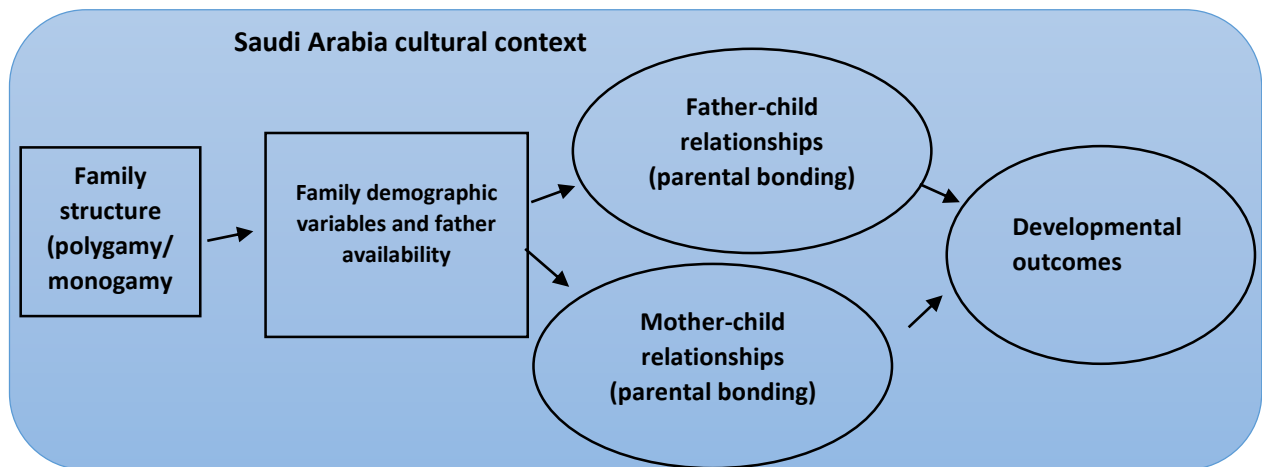 Saudi Arabia cultural context
Family
structure
(polygamy/
monogamy
Family demographic
variables and father
availability
Father-child
relationships
(parental bonding)
Mother-child
relationships
(parental bonding)
Developmental
outcomes